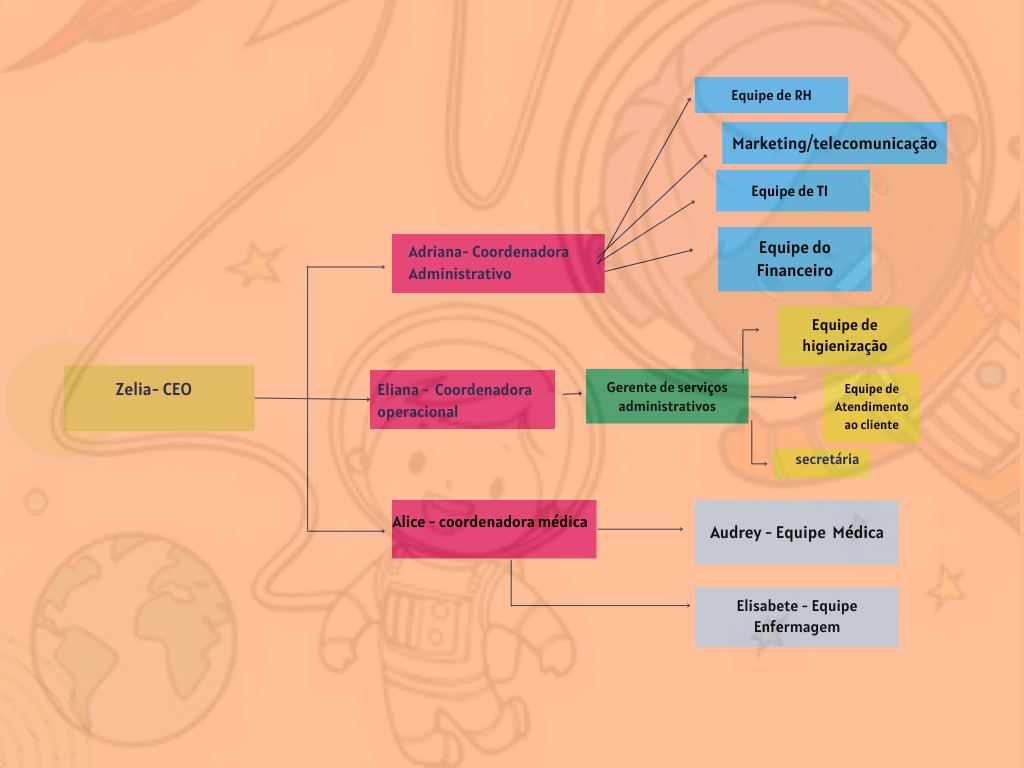 Equipe de RH
Marketing/telecomunicação
Equipe de TI
Adriana- Coordenadora
Administrativo
Equipe do
Financeiro
Equipe de
higienização
Zelia- CEO
Eliana - Coordenadora
operacional
Gerente de serviços
administrativos
Equipe de
Atendimento
ao cliente
secretária
Alice - coordenadora médica
Audrey - Equipe Médica
Elisabete - Equipe
Enfermagem